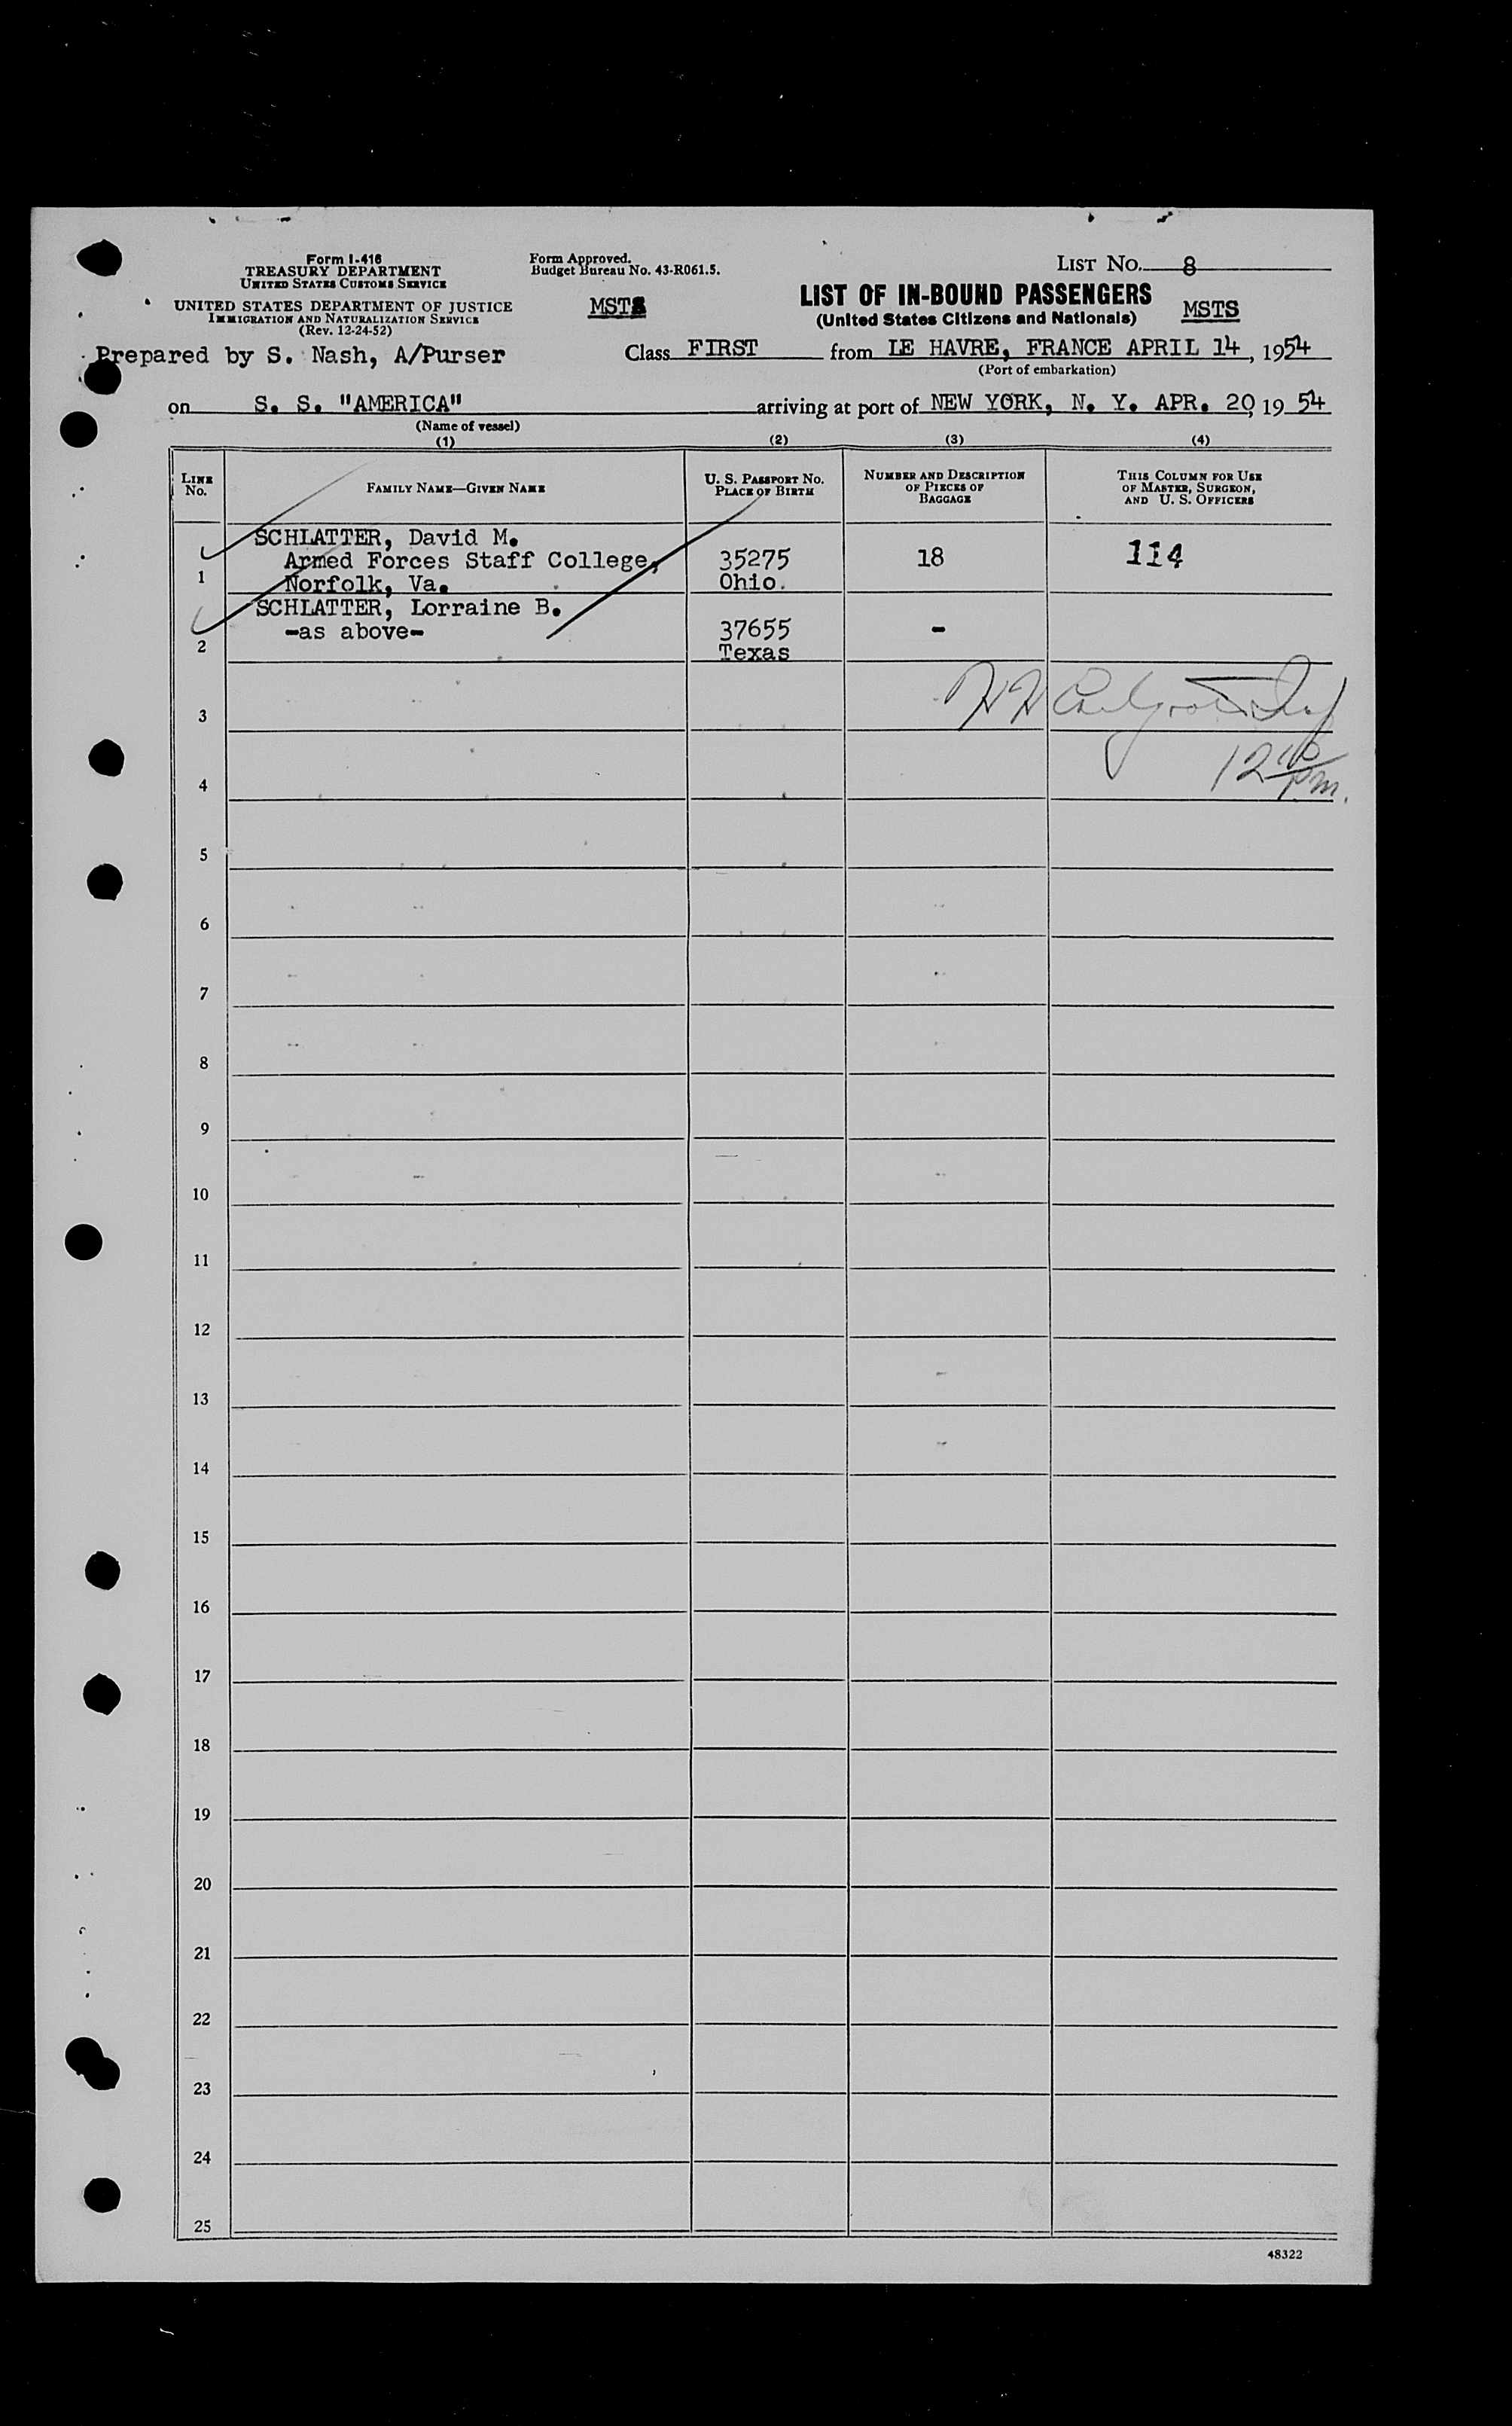 Form I-416
TREASURY DEPARTMENT
UNITED STATES CUSTOMS SERVICE
UNITED STATES DEPARTMENT OF JUSTICE
IMMIGRATION AND NATURALIZATION SERVICE
(Rev. 12-24-52)
Form Approved.
Budget Bureau No. 43-R061.5.
MSTS
LIST No. 8
LIST OF IN-BOUND PASSENGERS
(United States Citizens and Nationals)
MSTS
Prepared by S. Nash, A/Purser
Class FIRST from LE HAVRE, FRANCE APRIL 14, 1954
(Port of embarkation)
on S. S. "AMERICA" arriving at port of NEW YORK, N. Y. APR. 20, 1954
(Name of vessel)
(1) (2) (3) (4)
LINE No.
FAMILY NAME—GIVEN NAME
U. S. PASSPORT No.
PLACE OF BIRTH
NUMBER AND DESCRIPTION
OF PIECES OF
BAGGAGE
THIS COLUMN FOR USE
OF MASTER, SURGEON,
AND U. S. OFFICERS
SCHLATTER, David M.
1 Armed Forces Staff College, 35275 18 114
Norfolk, Va. Ohio.
SCHLATTER, Lorraine B.
2 -as above- 37655 -
Texas
3
12 10 pm.
4
5
6
7
8
9
10
11
12
13
14
15
16
17
18
19
20
21
22
23
24
25
48322